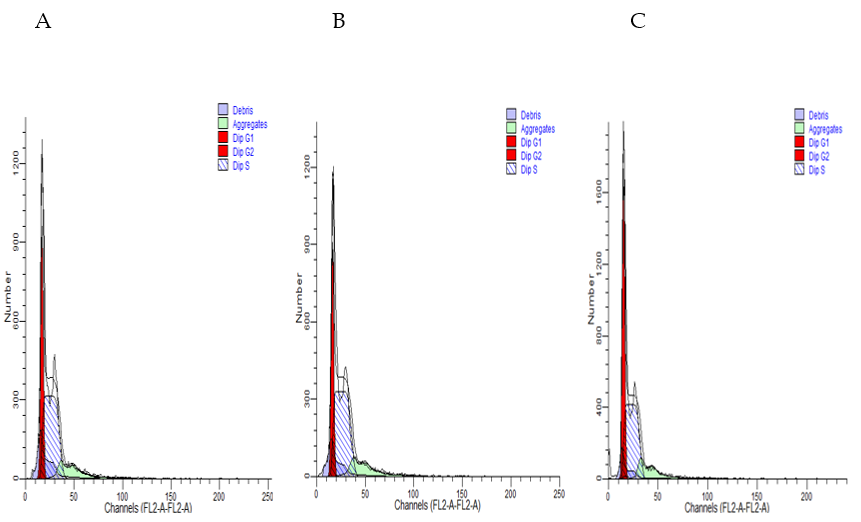 A B C
Debris
Aggregates
Dip G1
Dip G2
Dip S
Number
0 300 600 900 1200
0 50 100 150 200 250
Channels (FL2-A-FL2-A)
Debris
Aggregates
Dip G1
Dip G2
Dip S
Number
0 300 600 900 1200
0 50 100 150 200 250
Channels (FL2-A-FL2-A)
Debris
Aggregates
Dip G1
Dip G2
Dip S
Number
0 400 800 1200 1600
0 50 100 150 200
Channels (FL2-A-FL2-A)